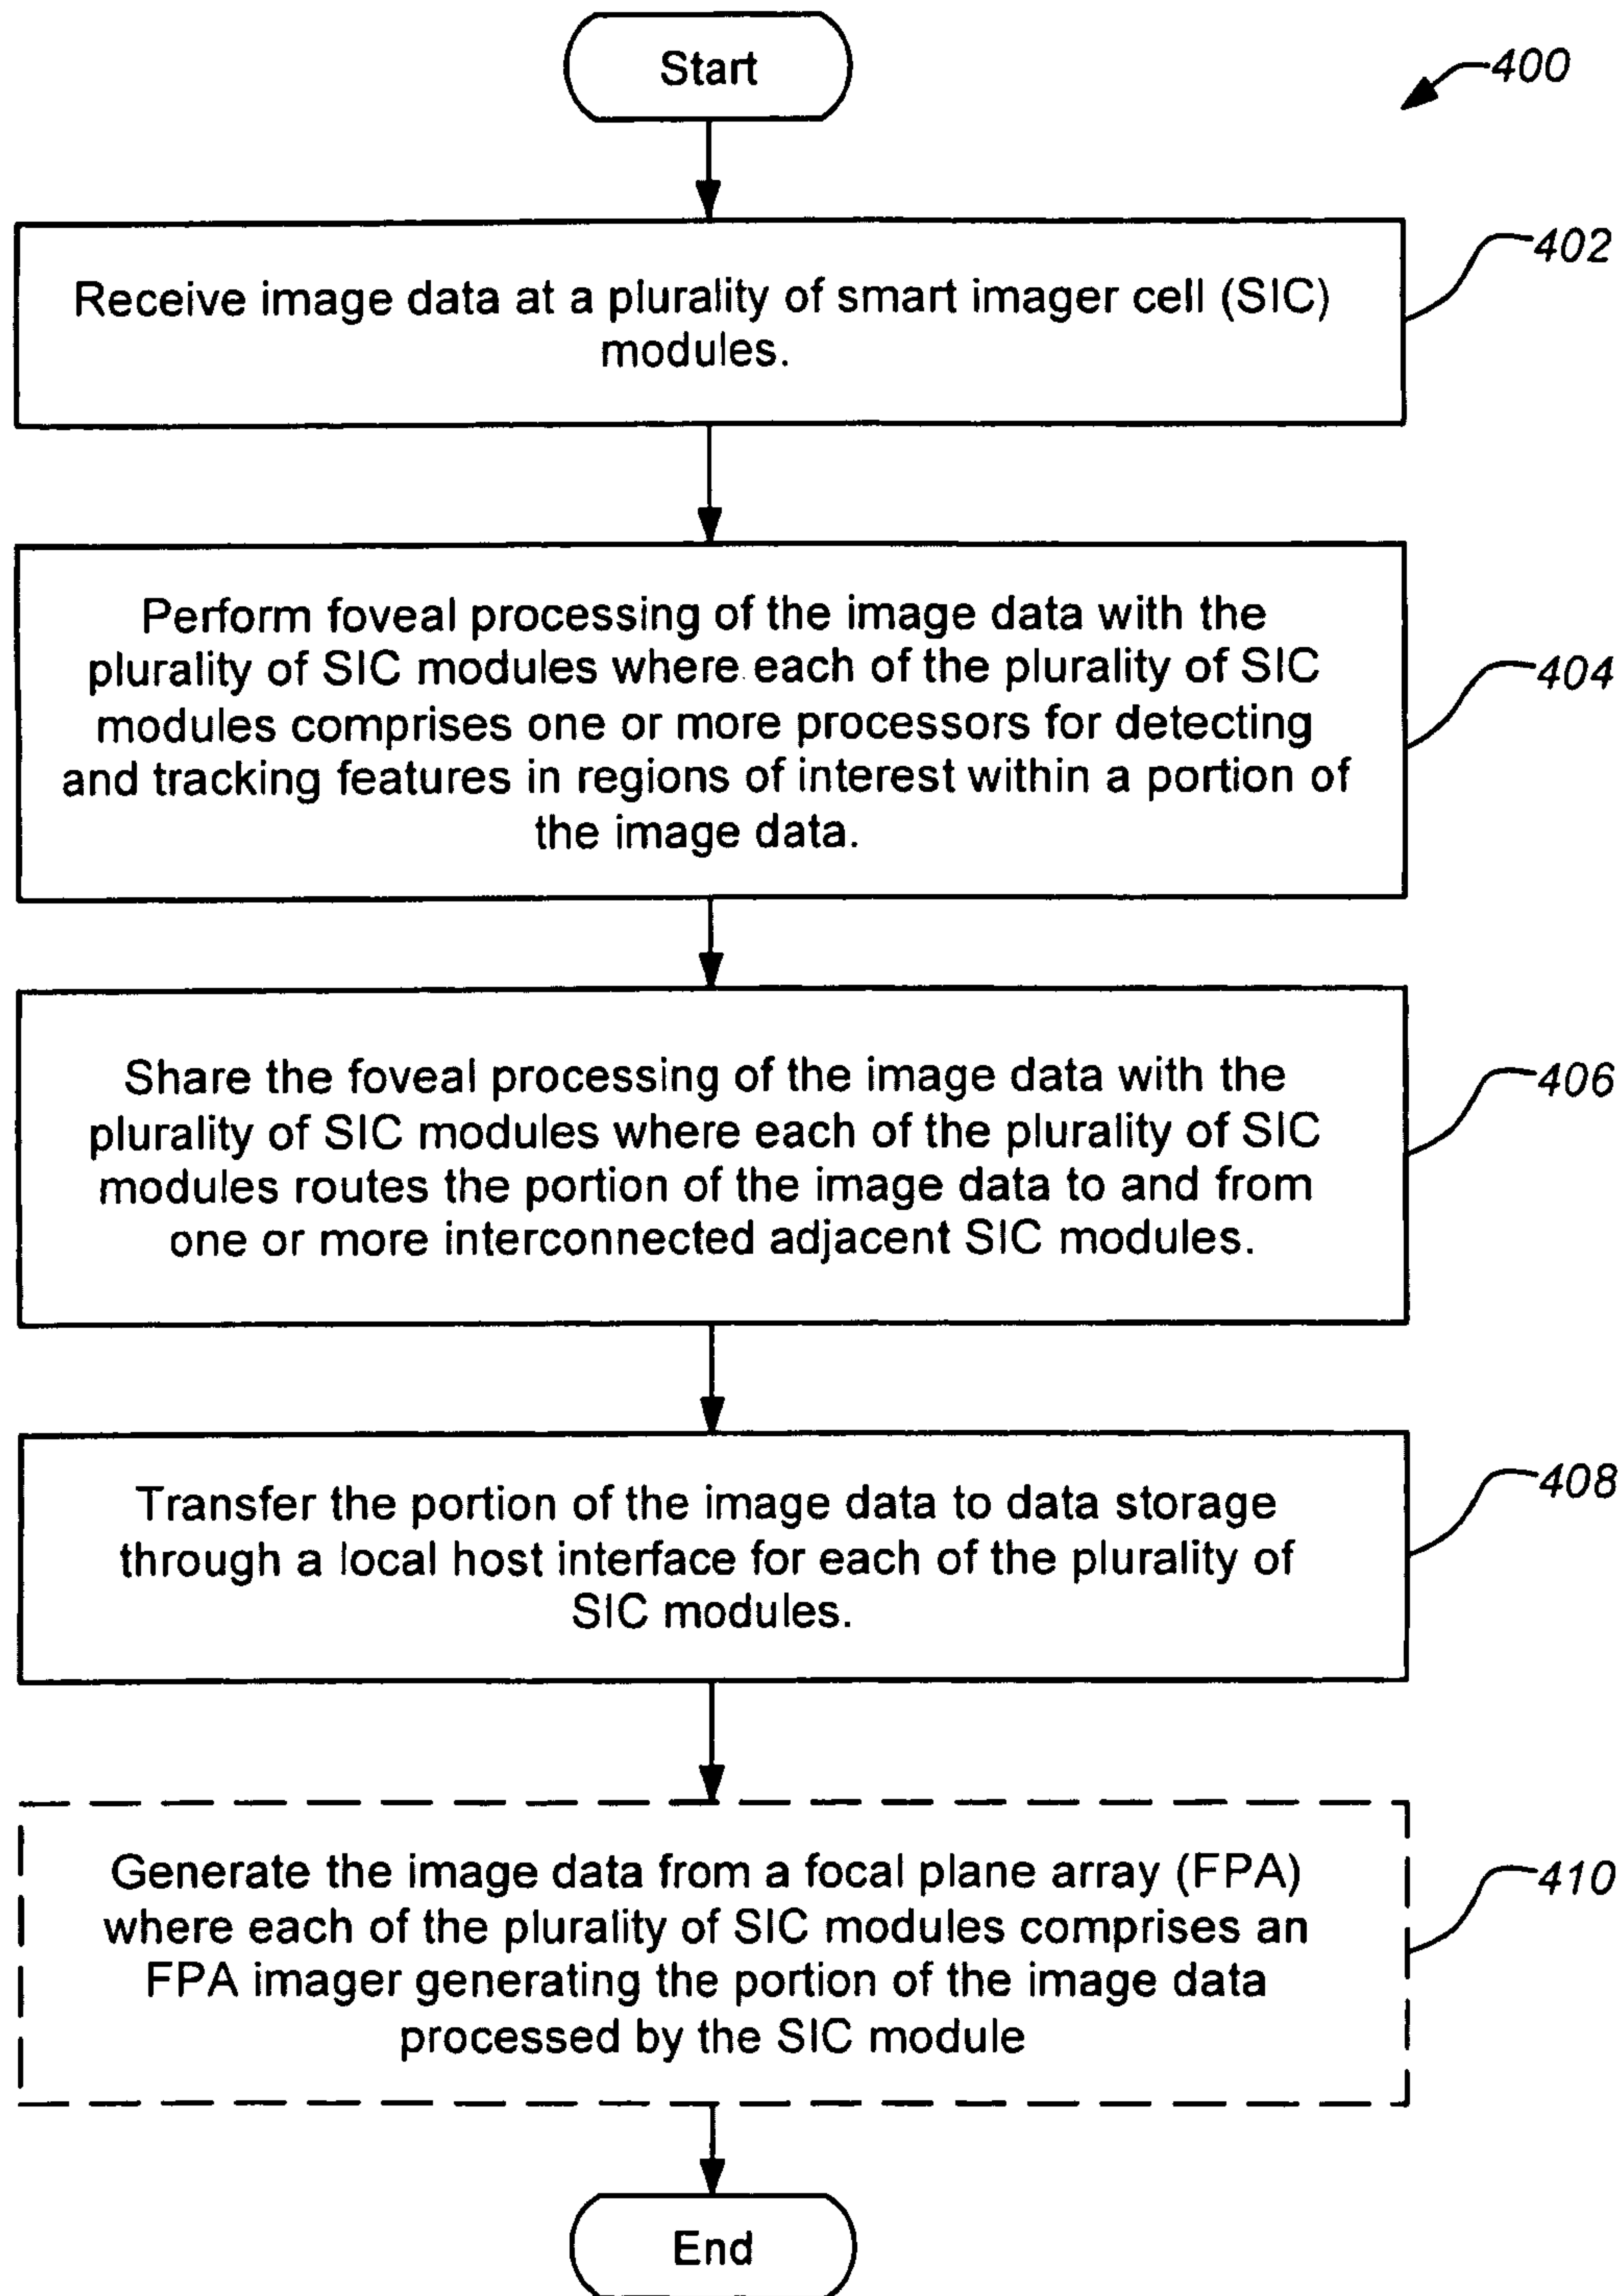 Start
400
Receive image data at a plurality of smart imager cell (SIC)
modules.
402
Perform foveal processing of the image data with the
plurality of SIC modules where each of the plurality of SIC
modules comprises one or more processors for detecting
and tracking features in regions of interest within a portion of
the image data.
404
Share the foveal processing of the image data with the
plurality of SIC modules where each of the plurality of SIC
modules routes the portion of the image data to and from
one or more interconnected adjacent SIC modules.
406
Transfer the portion of the image data to data storage
through a local host interface for each of the plurality of
SIC modules.
408
Generate the image data from a focal plane array (FPA)
where each of the plurality of SIC modules comprises an
FPA imager generating the portion of the image data
processed by the SIC module
410
End